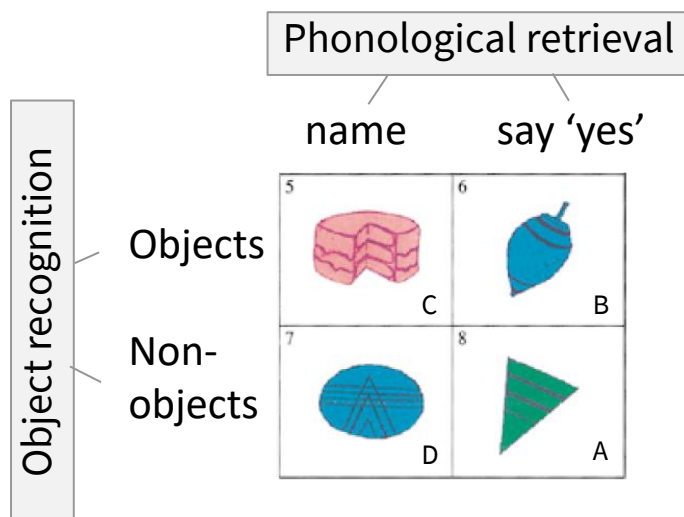 Phonological retrieval
name say 'yes'
Object recognition
Objects
Non-
objects
5 6
C B
7 8
D A